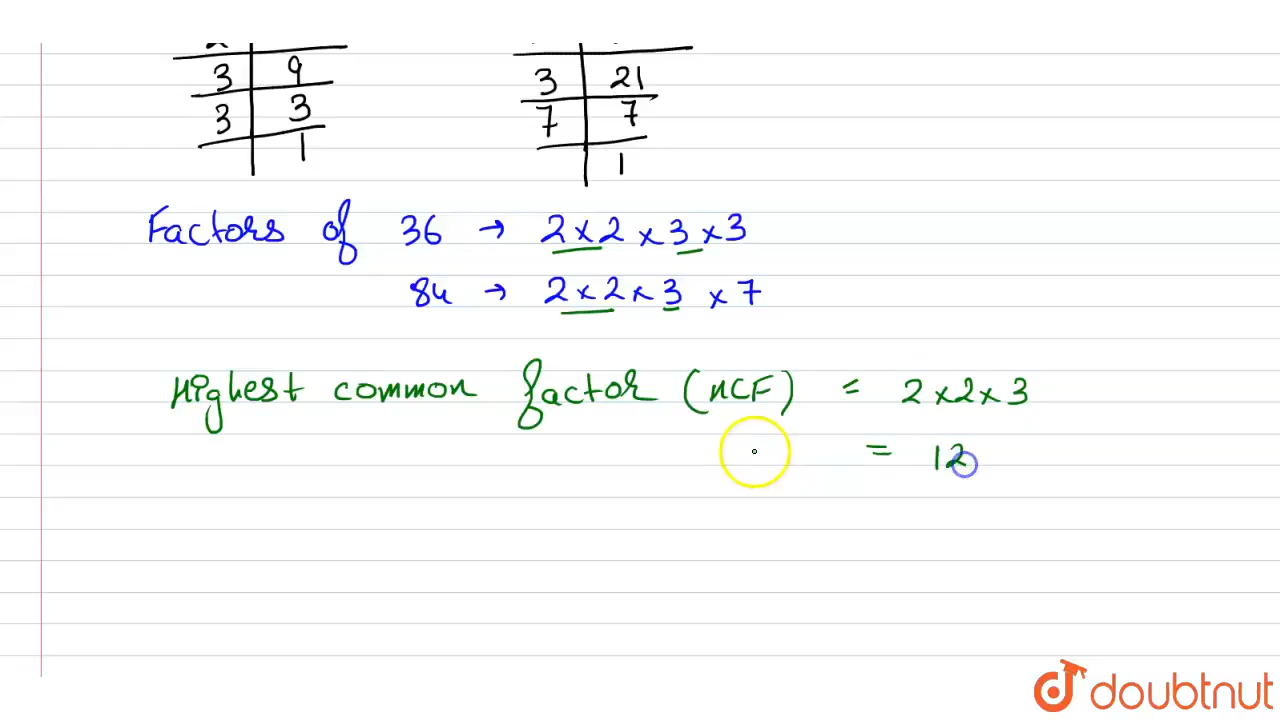 3 9 3 21
3 3 7 7
1 1
Factors of 36 → 2×2×3×3
84 → 2×2×3×7
Highest common factor (HCF) = 2×2×3
= 12
doubtnut